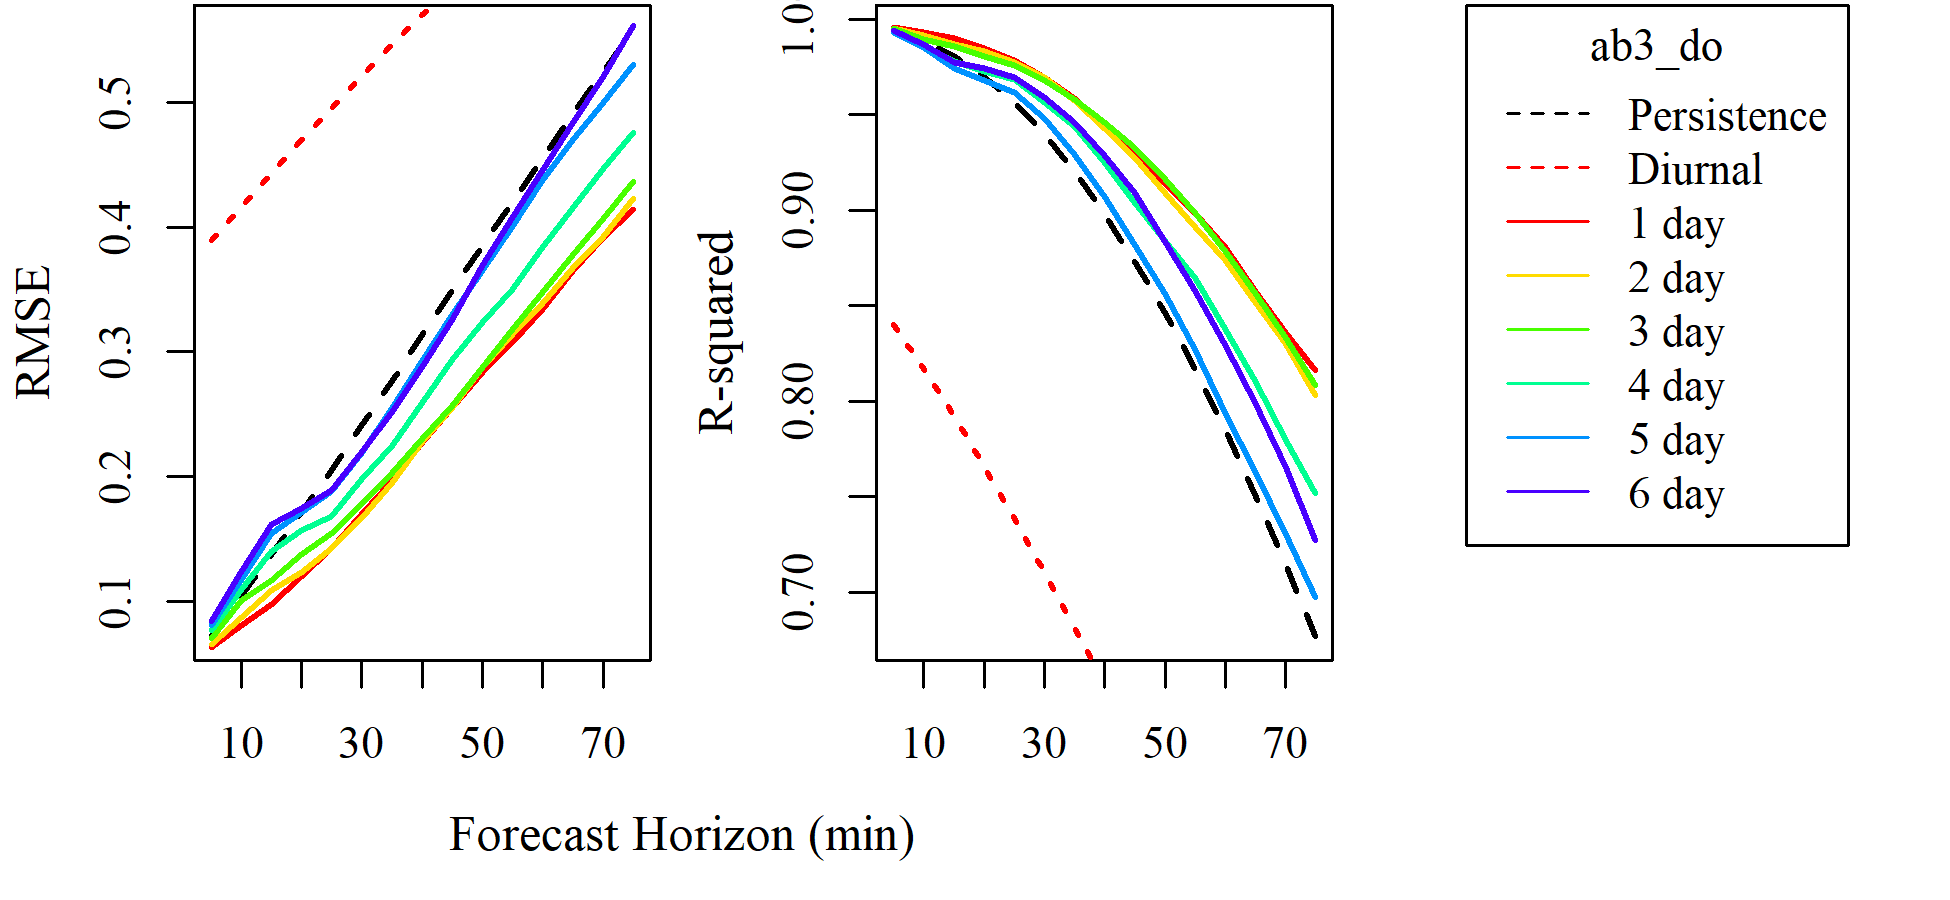 RMSE
0.5
0.4
0.3
0.2
0.1
10 30 50 70
R-squared
1.0
0.90
0.80
0.70
10 30 50 70
Forecast Horizon (min)
ab3_do
Persistence
Diurnal
1 day
2 day
3 day
4 day
5 day
6 day